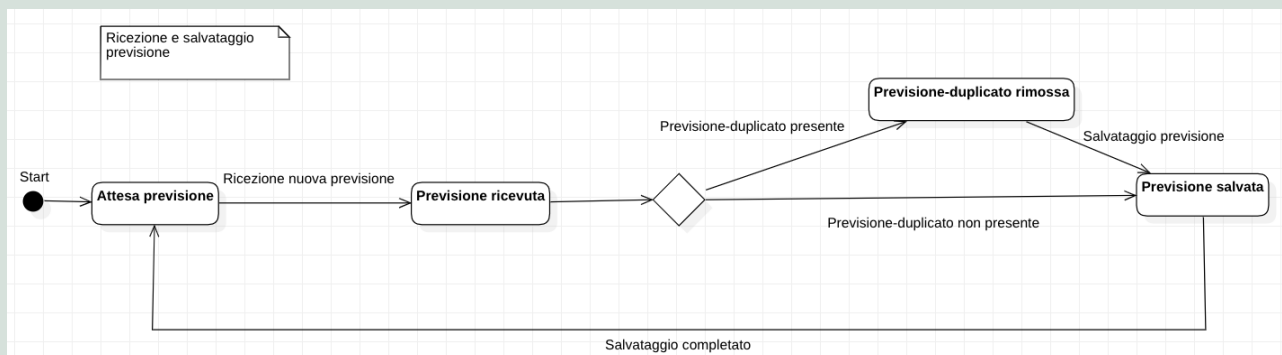 Ricezione e salvataggio
previsione
Previsione-duplicato rimossa
Previsione-duplicato presente
Salvataggio previsione
Start
Attesa previsione
Ricezione nuova previsione
Previsione ricevuta
Previsione salvata
Previsione-duplicato non presente
Salvataggio completato